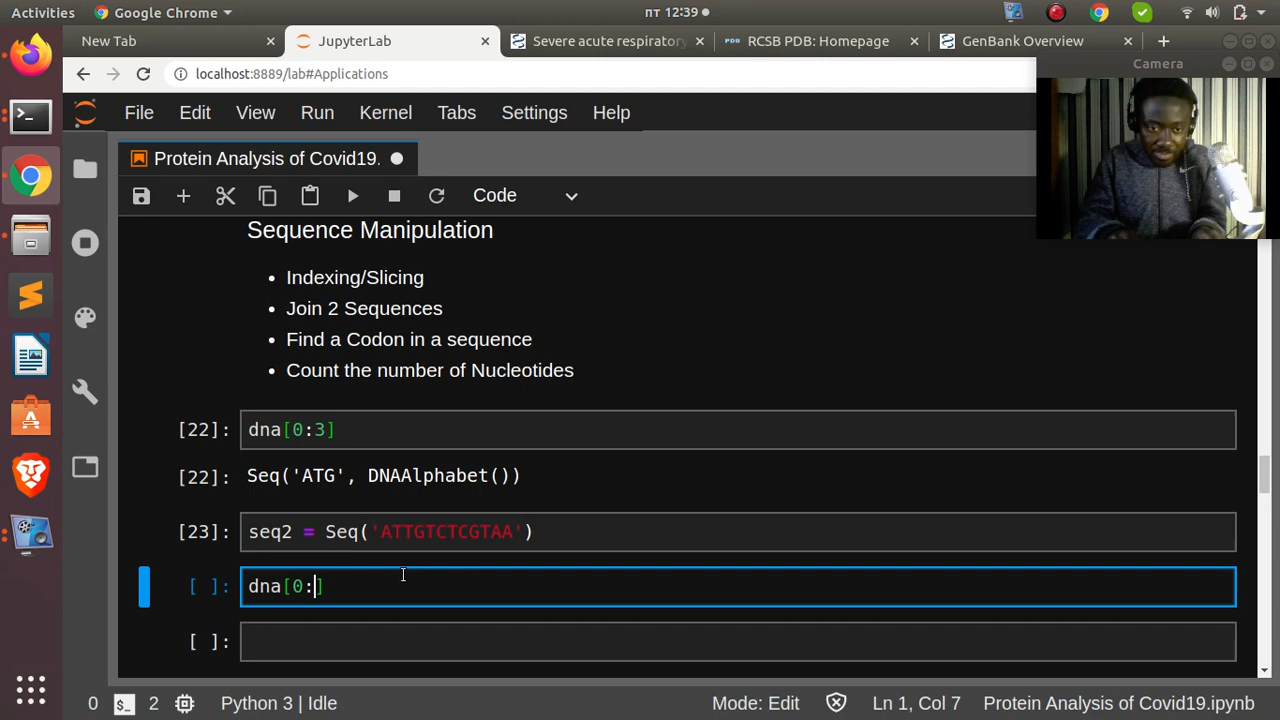 Activities Google Chrome пт 12:39
New Tab JupyterLab Severe acute respiratory RCSB PDB: Homepage GenBank Overview
localhost:8889/lab#Applications
Camera
File Edit View Run Kernel Tabs Settings Help
Protein Analysis of Covid19.
Code
Sequence Manipulation
• Indexing/Slicing
• Join 2 Sequences
• Find a Codon in a sequence
• Count the number of Nucleotides
[22]: dna[0:3]
[22]: Seq('ATG', DNAAlphabet())
[23]: seq2 = Seq('ATTGTCTCGTAA')
[ ]: dna[0:]
[ ]:
0 $_ 2 Python 3 | Idle Mode: Edit Ln 1, Col 7 Protein Analysis of Covid19.ipynb